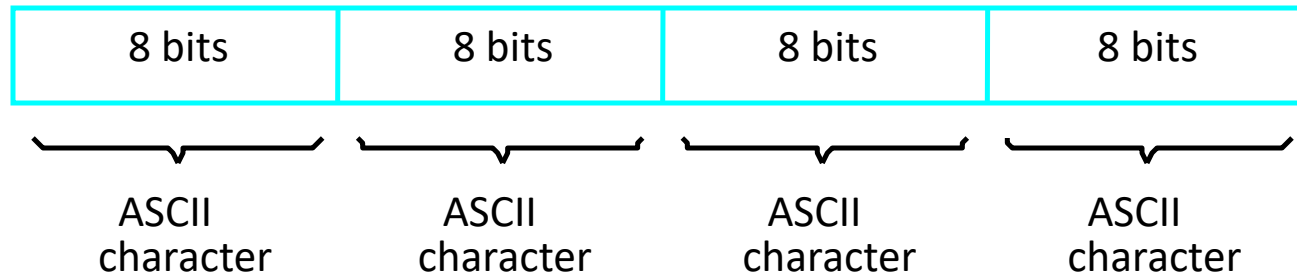 8 bits 8 bits 8 bits 8 bits
ASCII ASCII ASCII ASCII
character character character character